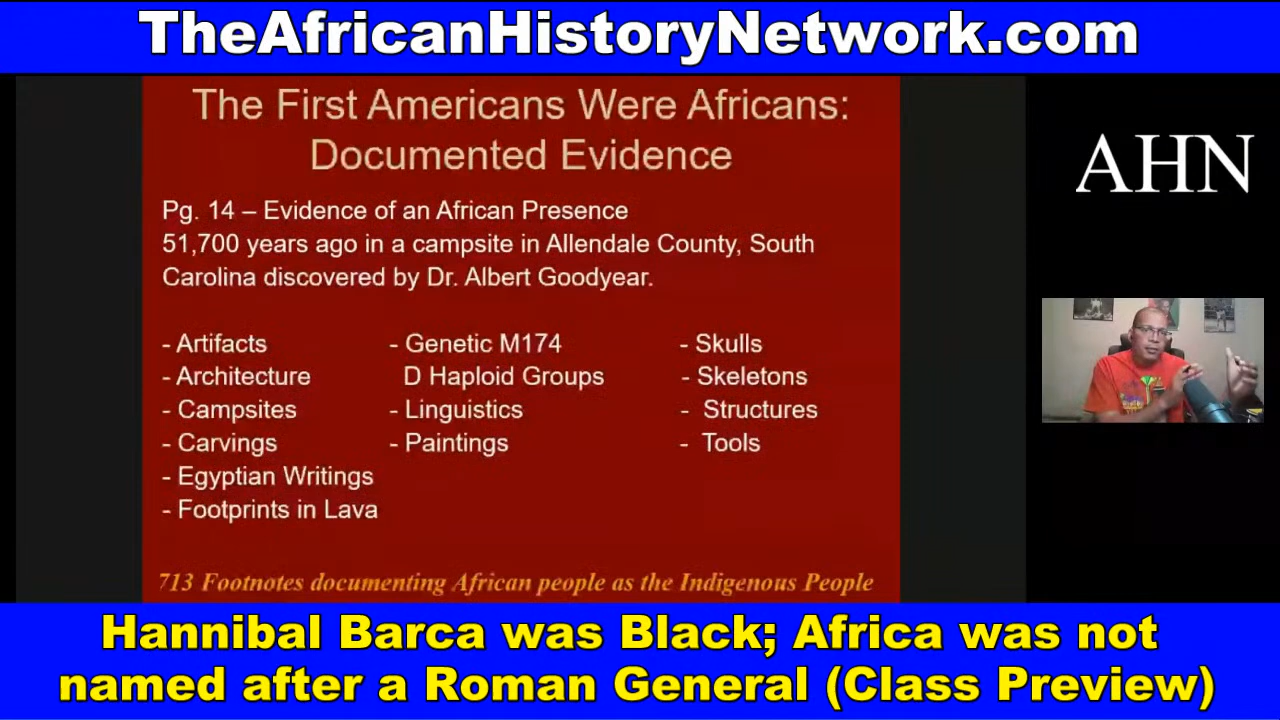 TheAfricanHistoryNetwork.com
The First Americans Were Africans:
Documented Evidence
AHN
Pg. 14 – Evidence of an African Presence
51,700 years ago in a campsite in Allendale County, South
Carolina discovered by Dr. Albert Goodyear.
- Artifacts
- Architecture
- Campsites
- Carvings
- Egyptian Writings
- Footprints in Lava
- Genetic M174
D Haploid Groups
- Linguistics
- Paintings
- Skulls
- Skeletons
- Structures
- Tools
713 Footnotes documenting African people as the Indigenous People
Hannibal Barca was Black; Africa was not
named after a Roman General (Class Preview)